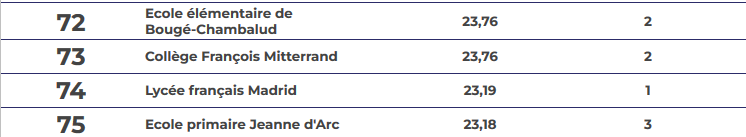 72 Ecole élémentaire de Bougé-Chambalud 23,76 2
73 Collège François Mitterrand 23,76 2
74 Lycée français Madrid 23,19 1
75 Ecole primaire Jeanne d'Arc 23,18 3